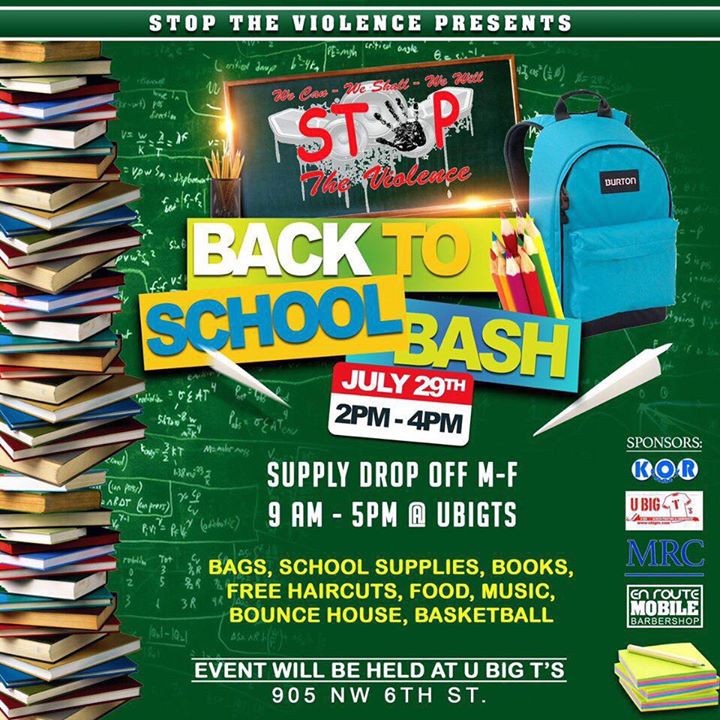 STOP THE VIOLENCE PRESENTS
We Can - We Shall - We Will
STOP
The Violence
BURTON
BACK TO
SCHOOL
BASH
JULY 29TH
2PM - 4PM
SUPPLY DROP OFF M-F
9 AM - 5PM @ UBIGTS
BAGS, SCHOOL SUPPLIES, BOOKS,
FREE HAIRCUTS, FOOD, MUSIC,
BOUNCE HOUSE, BASKETBALL
EVENT WILL BE HELD AT U BIG T'S
905 NW 6TH ST.
SPONSORS:
KOR
U BIG T's
MRC
EN ROUTE
MOBILE
BARBERSHOP